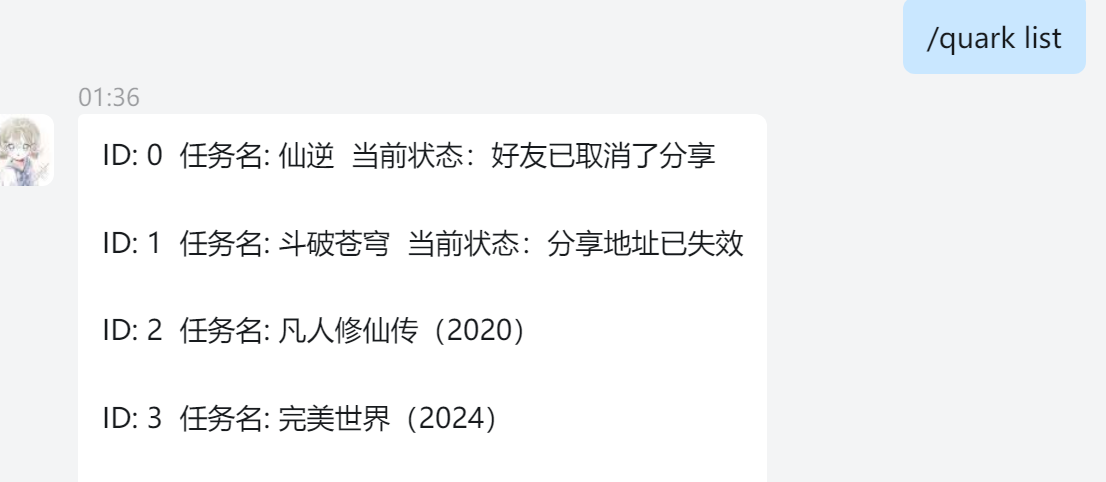 /quark list
01:36
ID: 0  任务名: 仙逆  当前状态：好友已取消了分享
ID: 1  任务名: 斗破苍穹  当前状态：分享地址已失效
ID: 2  任务名: 凡人修仙传（2020）
ID: 3  任务名: 完美世界（2024）